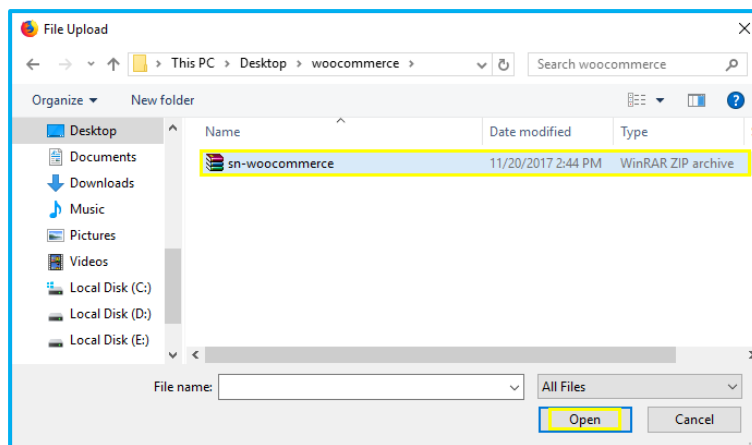 File Upload
This PC > Desktop > woocommerce >
Search woocommerce
Organize
New folder
?
Desktop
Documents
Downloads
Music
Pictures
Videos
Local Disk (C:)
Local Disk (D:)
Local Disk (E:)
Name
Date modified
Type
sn-woocommerce
11/20/2017 2:44 PM
WinRAR ZIP archive
File name:
All Files
Open
Cancel